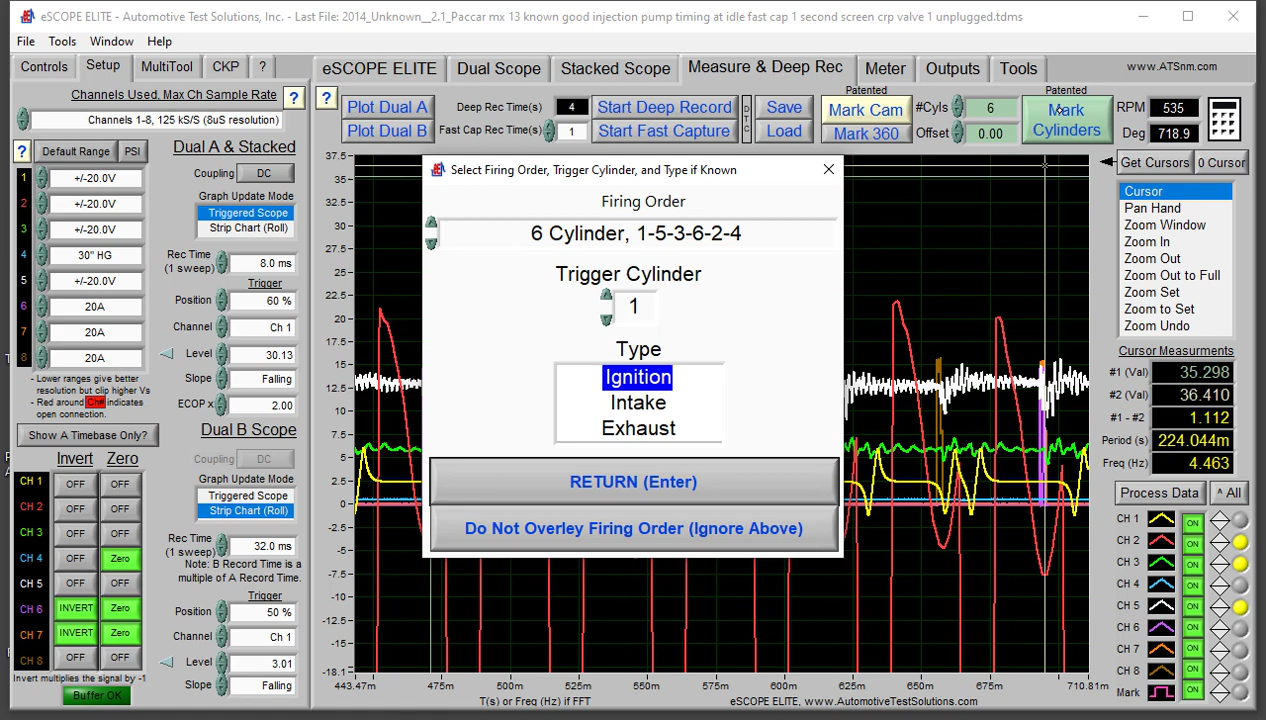 eSCOPE ELITE - Automotive Test Solutions, Inc. - Last File: 2014_Unknown__2.1_Paccar mx 13 known good injection pump timing at idle fast cap 1 second screen crp valve 1 unplugged.tdms
File Tools Window Help
Controls Setup MultiTool CKP ?
eSCOPE ELITE Dual Scope Stacked Scope Measure & Deep Rec Meter Outputs Tools
www.ATSnm.com
Channels Used, Max Ch Sample Rate ?
Channels 1-8, 125 kS/S (8uS resolution)
? Default Range PSI
1 +/-20.0V
2 +/-20.0V
3 +/-20.0V
4 30" HG
5 +/-20.0V
6 20A
7 20A
8 20A
- Lower ranges give better
resolution but clip higher Vs
- Red around Ch# indicates
open connection.
Show A Timebase Only?
Invert Zero
CH 1 OFF OFF
CH 2 OFF OFF
CH 3 OFF OFF
CH 4 OFF Zero
CH 5 OFF OFF
CH 6 INVERT Zero
CH 7 INVERT Zero
CH 8 OFF OFF
Invert multiplies the signal by -1
Buffer OK
Dual A & Stacked
Coupling DC
Graph Update Mode
Triggered Scope
Strip Chart (Roll)
Rec Time
(1 sweep) 8.0 ms
Trigger
Position 60 %
Channel Ch 1
Level 30.13
Slope Falling
ECOP x 2.00
Dual B Scope
Coupling DC
Graph Update Mode
Triggered Scope
Strip Chart (Roll)
Rec Time
(1 sweep) 32.0 ms
Note: B Record Time is a
multiple of A Record Time.
Trigger
Position 50 %
Channel Ch 1
Level 3.01
Slope Falling
? Plot Dual A
Plot Dual B
Deep Rec Time(s) 4 Start Deep Record
Fast Cap Rec Time(s) 1 Start Fast Capture
DTC
Save
Load
Patented
Mark Cam
Mark 360
#Cyls 6
Offset 0.00
Patented
Mark
Cylinders
RPM 535
Deg 718.9
37.5
35
30
27.5
25
22.5
20
17.5
15
12.5
10
7.5
5
2.5
0
-2.5
-5
-7.5
-10
-12.5
-15
-18.1
443.47m 475m 500m 525m 550m 575m 600m 625m 650m 675m 710.81m
T(s) or Freq (Hz) if FFT
eSCOPE ELITE, www.AutomotiveTestSolutions.com
Select Firing Order, Trigger Cylinder, and Type if Known
Firing Order
6 Cylinder, 1-5-3-6-2-4
Trigger Cylinder
1
Type
Ignition
Intake
Exhaust
RETURN (Enter)
Do Not Overley Firing Order (Ignore Above)
Get Cursors 0 Cursor
Cursor
Pan Hand
Zoom Window
Zoom In
Zoom Out
Zoom Out to Full
Zoom Set
Zoom to Set
Zoom Undo
Cursor Measurments
#1 (Val) 35.298
#2 (Val) 36.410
#1 - #2 1.112
Period (s) 224.044m
Freq (Hz) 4.463
Process Data ^ All
CH 1 ON
CH 2 ON
CH 3 ON
CH 4 ON
CH 5 ON
CH 6 ON
CH 7 ON
CH 8 ON
Mark ON